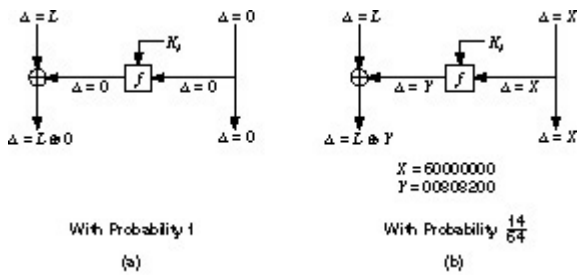 Δ = L
Δ = 0
K_i
f
Δ = 0
Δ = 0
Δ = L ⊕ 0
Δ = 0
With Probability 1
(a)
Δ = L
Δ = X
K_i
f
Δ = Y
Δ = X
Δ = L ⊕ Y
Δ = X
X = 60000000
Y = 00808200
With Probability 14/64
(b)